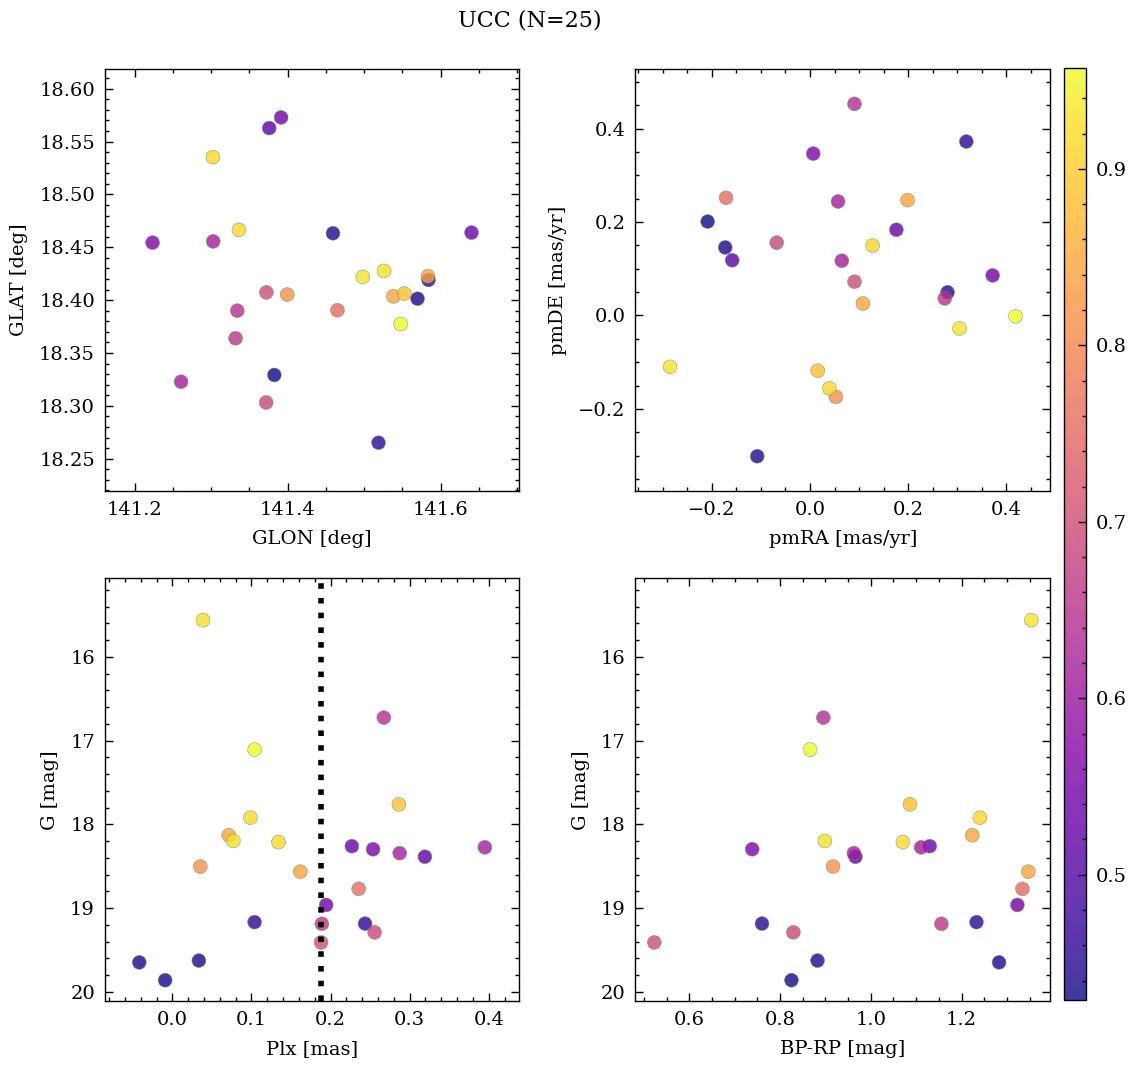 UCC (N=25)
18.60
18.55
18.50
18.45
18.40
18.35
18.30
18.25
GLAT [deg]
141.2 141.4 141.6
GLON [deg]
0.4
0.2
0.0
−0.2
pmDE [mas/yr]
−0.2 0.0 0.2 0.4
pmRA [mas/yr]
0.9
0.8
0.7
0.6
0.5
16
17
18
19
20
G [mag]
0.0 0.1 0.2 0.3 0.4
Plx [mas]
16
17
18
19
20
G [mag]
0.6 0.8 1.0 1.2
BP-RP [mag]